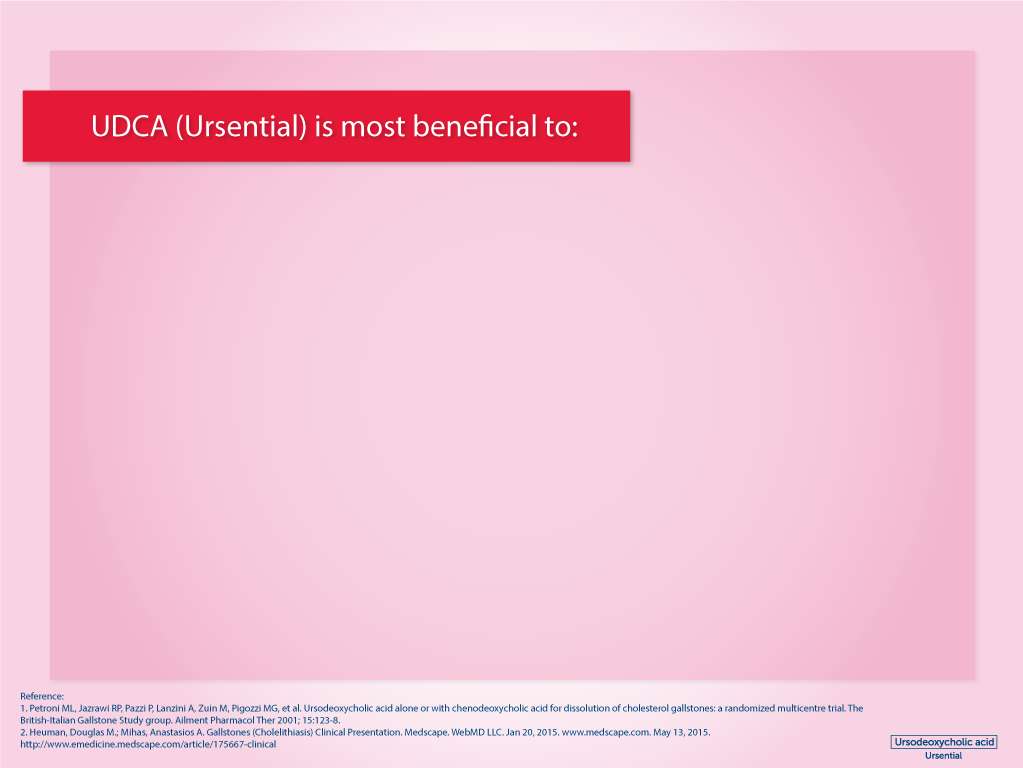 UDCA (Ursential) is most beneficial to:
Reference:
1. Petroni ML, Jazrawi RP, Pazzi P, Lanzini A, Zuin M, Pigozzi MG, et al. Ursodeoxycholic acid alone or with chenodeoxycholic acid for dissolution of cholesterol gallstones: a randomized multicentre trial. The
British-Italian Gallstone Study group. Ailment Pharmacol Ther 2001; 15:123-8.
2. Heuman, Douglas M.; Mihas, Anastasios A. Gallstones (Cholelithiasis) Clinical Presentation. Medscape. WebMD LLC. Jan 20, 2015. www.medscape.com. May 13, 2015.
http://www.emedicine.medscape.com/article/175667-clinical
Ursodeoxycholic acid
Ursential